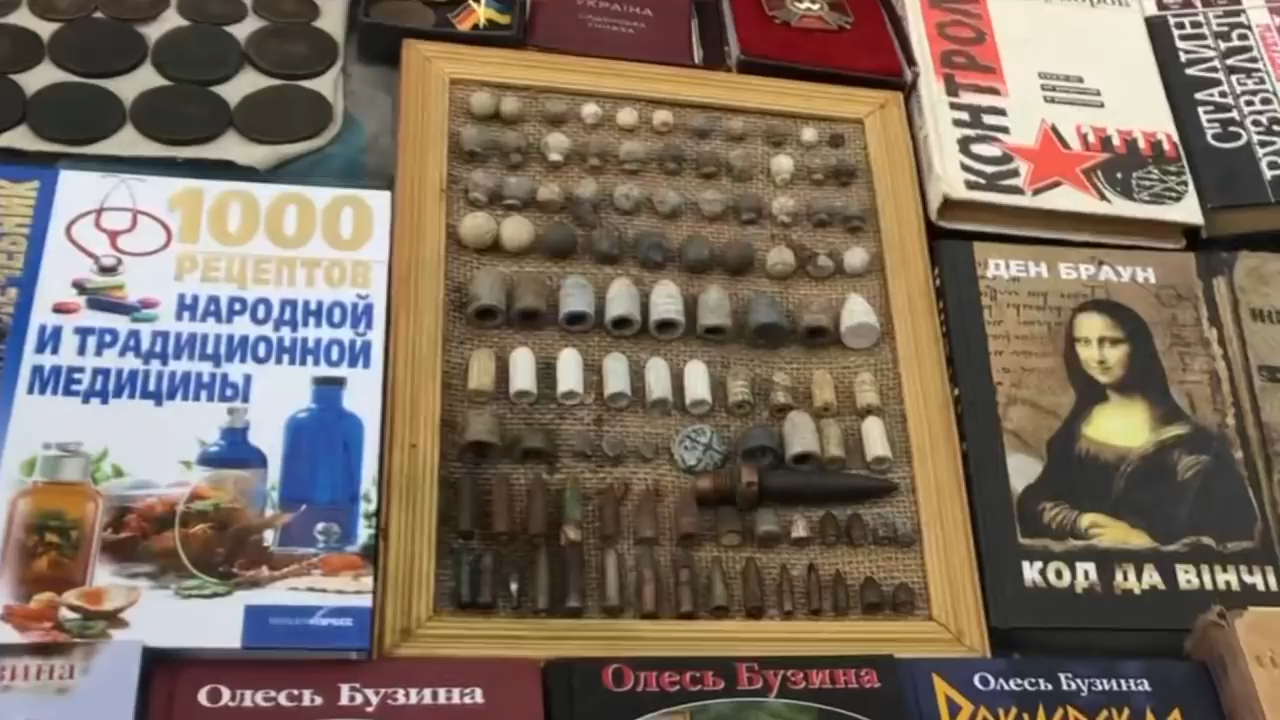 УКРАЇНА
КОНТРОЛ
СТАЛИН
РУЗВЕЛЬТ
1000
РЕЦЕПТОВ
НАРОДНОЙ
И ТРАДИЦИОННОЙ
МЕДИЦИНЫ
ДЕН БРАУН
КОД ДА ВІНЧІ
Олесь Бузина
Олесь Бузина
Олесь Бузина